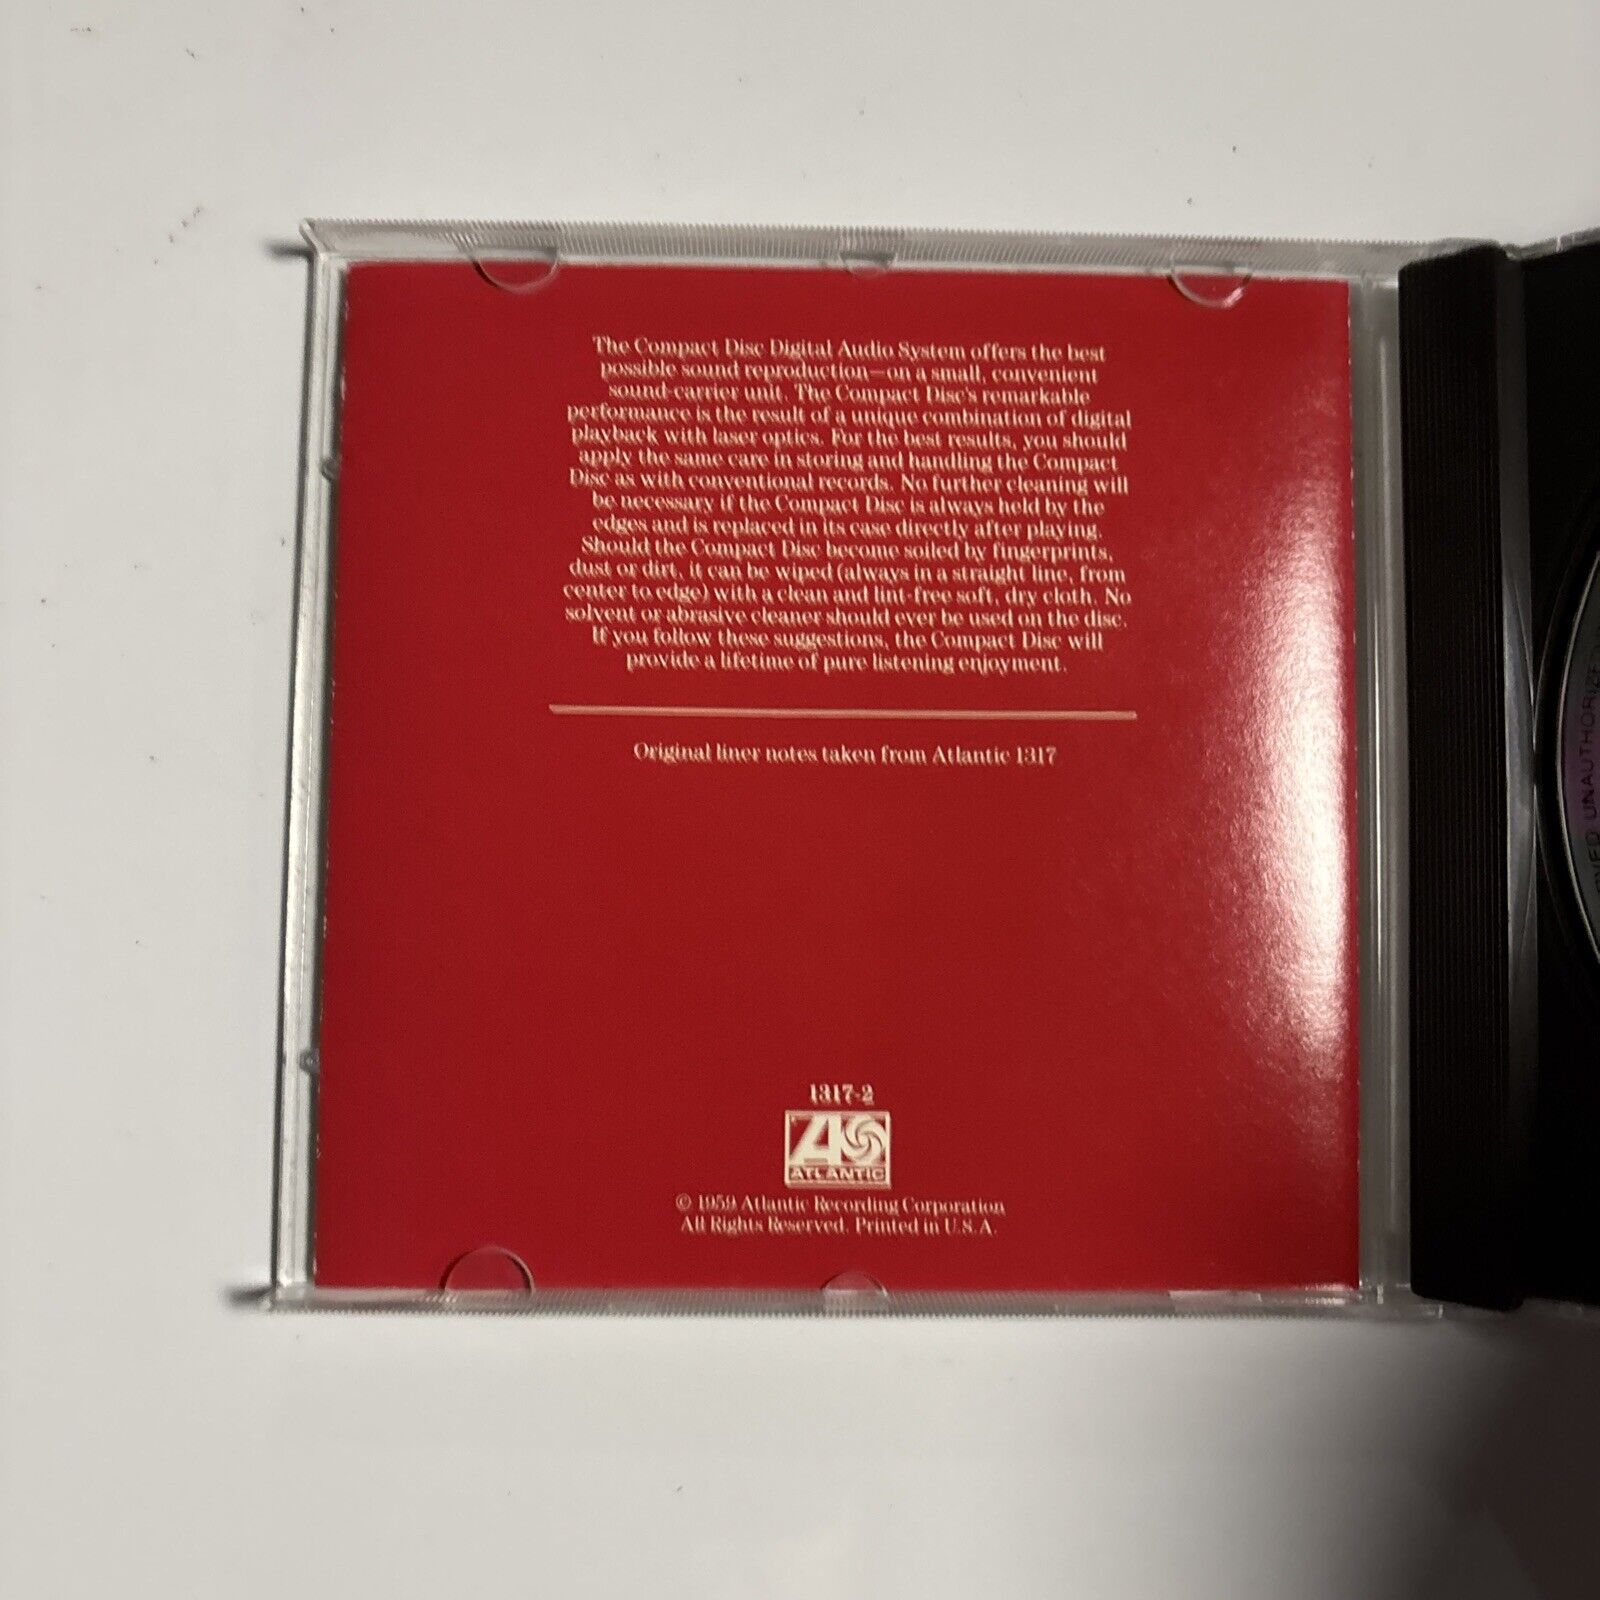 The Compact Disc Digital Audio System offers the best
possible sound reproduction—on a small, convenient
sound-carrier unit. The Compact Disc's remarkable
performance is the result of a unique combination of digital
playback with laser optics. For the best results, you should
apply the same care in storing and handling the Compact
Disc as with conventional records. No further cleaning will
be necessary if the Compact Disc is always held by the
edges and is replaced in its case directly after playing.
Should the Compact Disc become soiled by fingerprints,
dust or dirt, it can be wiped (always in a straight line, from
center to edge) with a clean and lint-free soft, dry cloth. No
solvent or abrasive cleaner should ever be used on the disc.
If you follow these suggestions, the Compact Disc will
provide a lifetime of pure listening enjoyment.
Original liner notes taken from Atlantic 1317
1317-2
ATLANTIC
© 1959 Atlantic Recording Corporation
All Rights Reserved. Printed in U.S.A.
UNAUTHORIZED